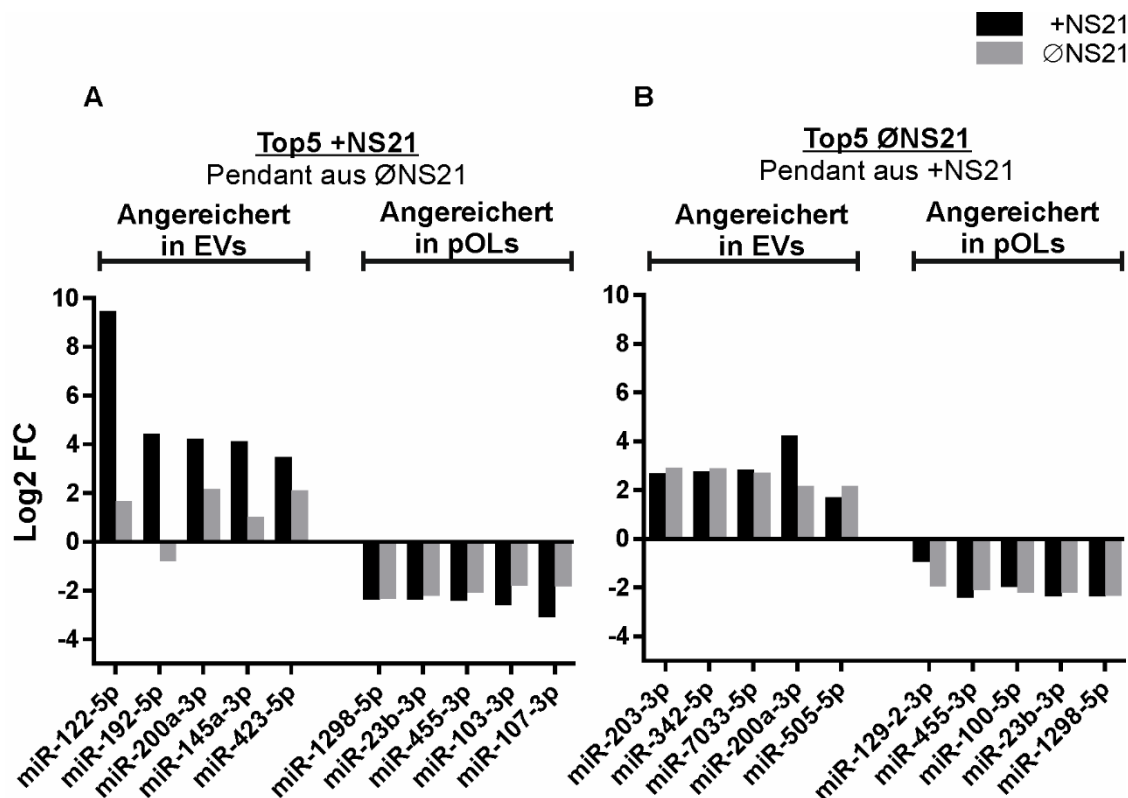 +NS21
∅NS21
A
Top5 +NS21
Pendant aus ØNS21
Angereichert
in EVs
Angereichert
in pOLs
Log2 FC
10
8
6
4
2
0
-2
-4
miR-1222-5p
miR-192-5p
miR-200a-3p
miR-145a-3p
miR-423-5p
miR-1298-5p
miR-23b-3p
miR-455-3p
miR-103-3p
miR-107-3p
B
Top5 ØNS21
Pendant aus +NS21
Angereichert
in EVs
Angereichert
in pOLs
10
8
6
4
2
0
-2
-4
miR-203-3p
miR-342-5p
miR-7033-5p
miR-200a-3p
miR-505-5p
miR-129-2-3p
miR-455-3p
miR-100-5p
miR-23b-3p
miR-1298-5p